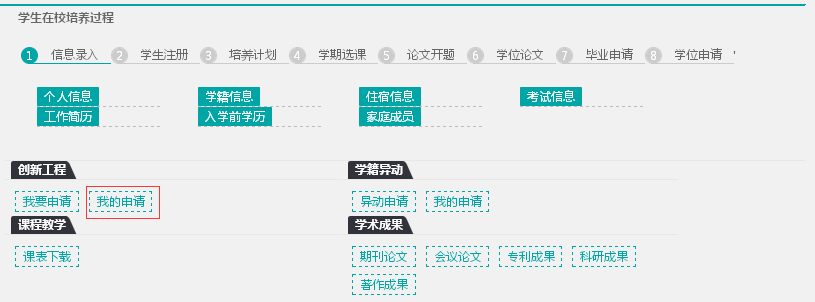 学生在校培养过程
1 信息录入 2 学生注册 3 培养计划 4 学期选课 5 论文开题 6 学位论文 7 毕业申请 8 学位申请
个人信息 学籍信息 住宿信息 考试信息
工作简历 入学前学历 家庭成员
创新工程 学籍异动
我要申请 我的申请 异动申请 我的申请
课程教学 学术成果
课表下载 期刊论文 会议论文 专利成果 科研成果
著作成果